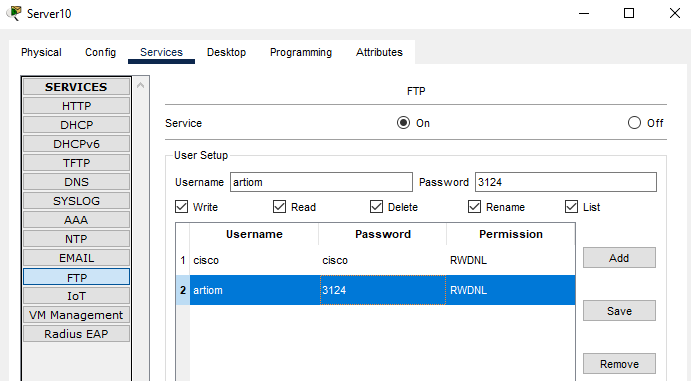 Server10
Physical Config Services Desktop Programming Attributes
SERVICES
HTTP
DHCP
DHCPv6
TFTP
DNS
SYSLOG
AAA
NTP
EMAIL
FTP
IoT
VM Management
Radius EAP
FTP
Service On Off
User Setup
Username artiom Password 3124
Write Read Delete Rename List
Username Password Permission
1 cisco cisco RWDNL
2 artiom 3124 RWDNL
Add
Save
Remove